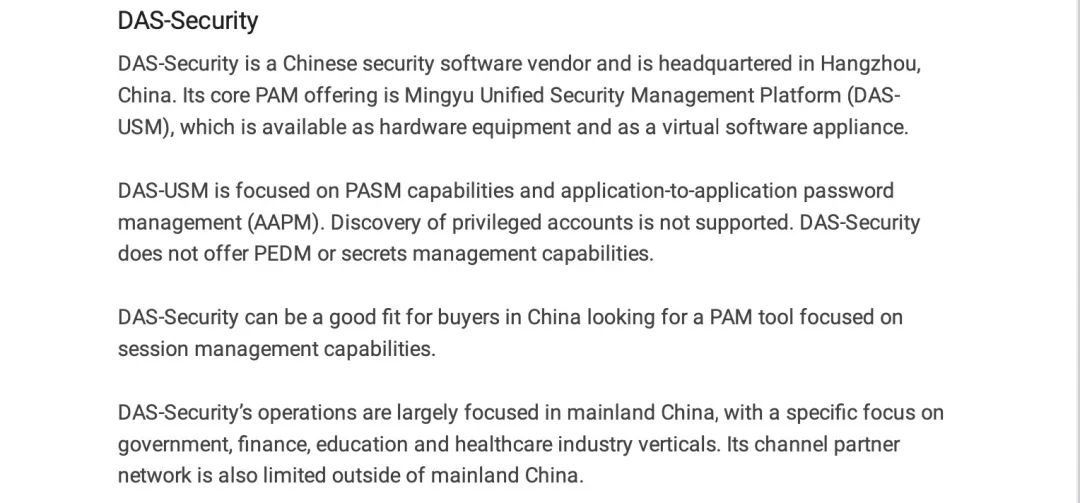 DAS-Security
DAS-Security is a Chinese security software vendor and is headquartered in Hangzhou,
China. Its core PAM offering is Mingyu Unified Security Management Platform (DAS-
USM), which is available as hardware equipment and as a virtual software appliance.
DAS-USM is focused on PASM capabilities and application-to-application password
management (AAPM). Discovery of privileged accounts is not supported. DAS-Security
does not offer PEDM or secrets management capabilities.
DAS-Security can be a good fit for buyers in China looking for a PAM tool focused on
session management capabilities.
DAS-Security’s operations are largely focused in mainland China, with a specific focus on
government, finance, education and healthcare industry verticals. Its channel partner
network is also limited outside of mainland China.